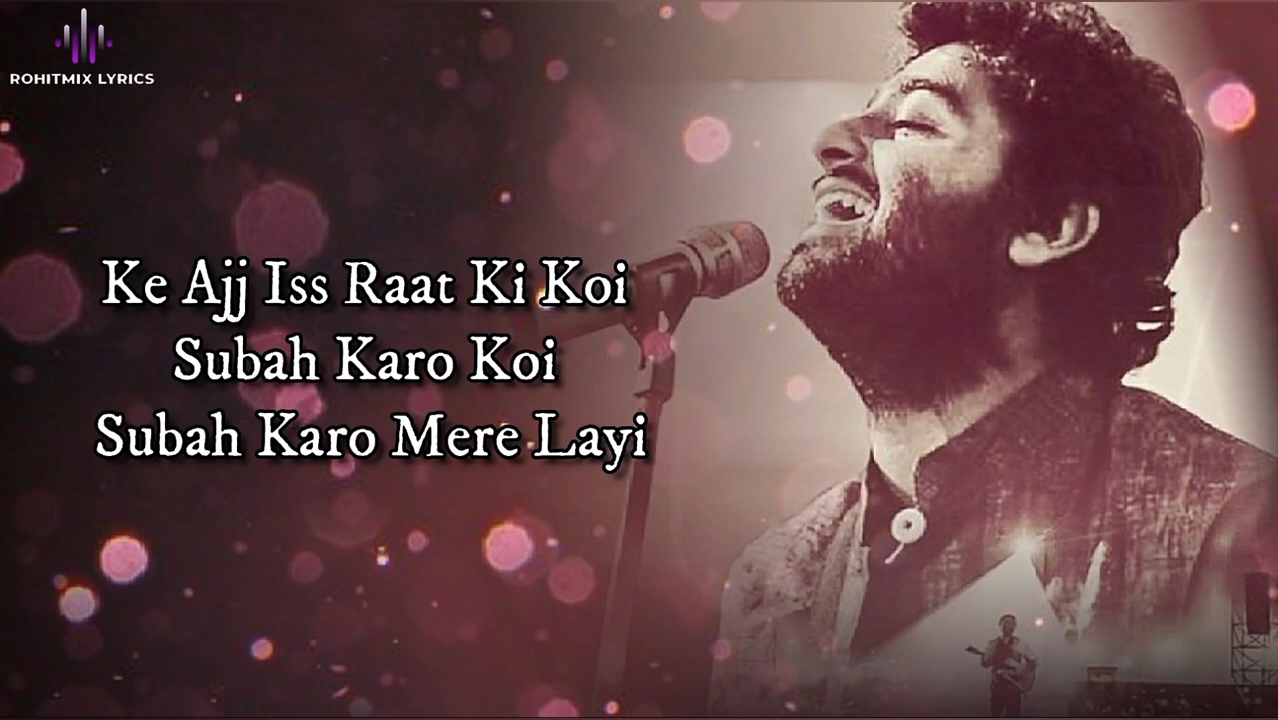 ROHITMIX LYRICS
Ke Ajj Iss Raat Ki Koi
Subah Karo Koi
Subah Karo Mere Layi